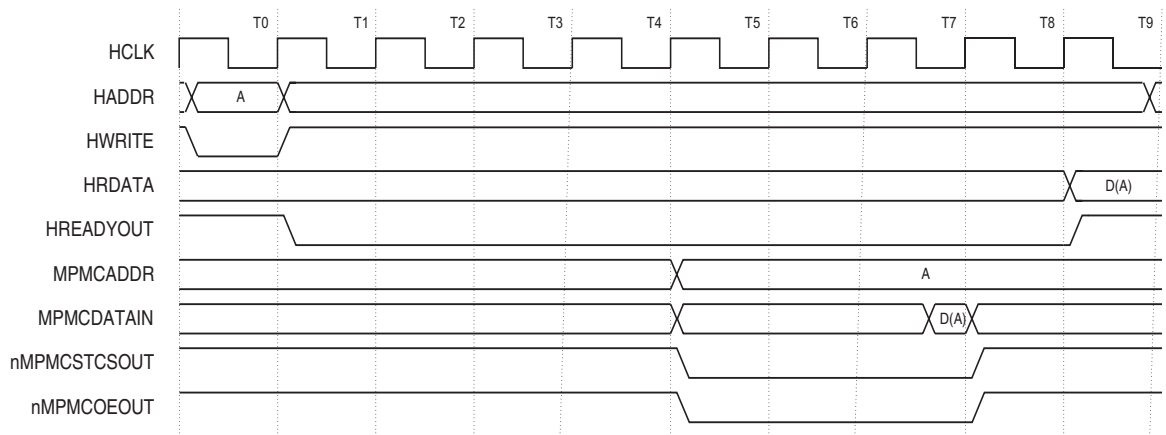 T0 T1 T2 T3 T4 T5 T6 T7 T8 T9
HCLK
HADDR A
HWRITE
HRDATA D(A)
HREADYOUT
MPMCADDR A
MPMCDATAIN D(A)
nMPMCSTCSOUT
nMPMCOEOUT